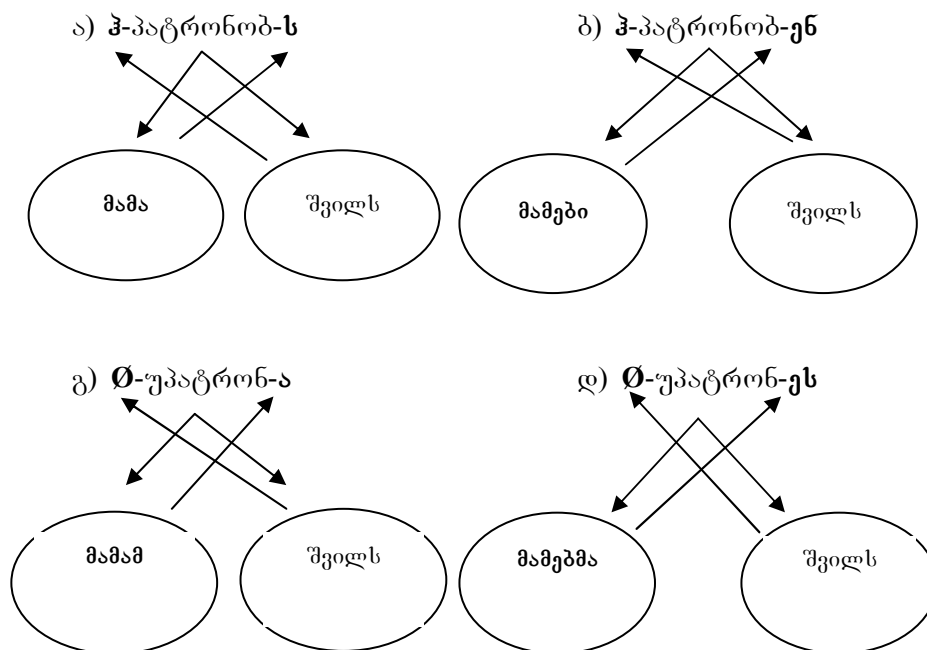 ა) ჰ-პატრონობ-ს
ბ) ჰ-პატრონობ-ენ
მამა
შვილს
მამები
შვილს
გ) Ø-უპატრონ-ა
დ) Ø-უპატრონ-ეს
მამამ
შვილს
მამებმა
შვილს